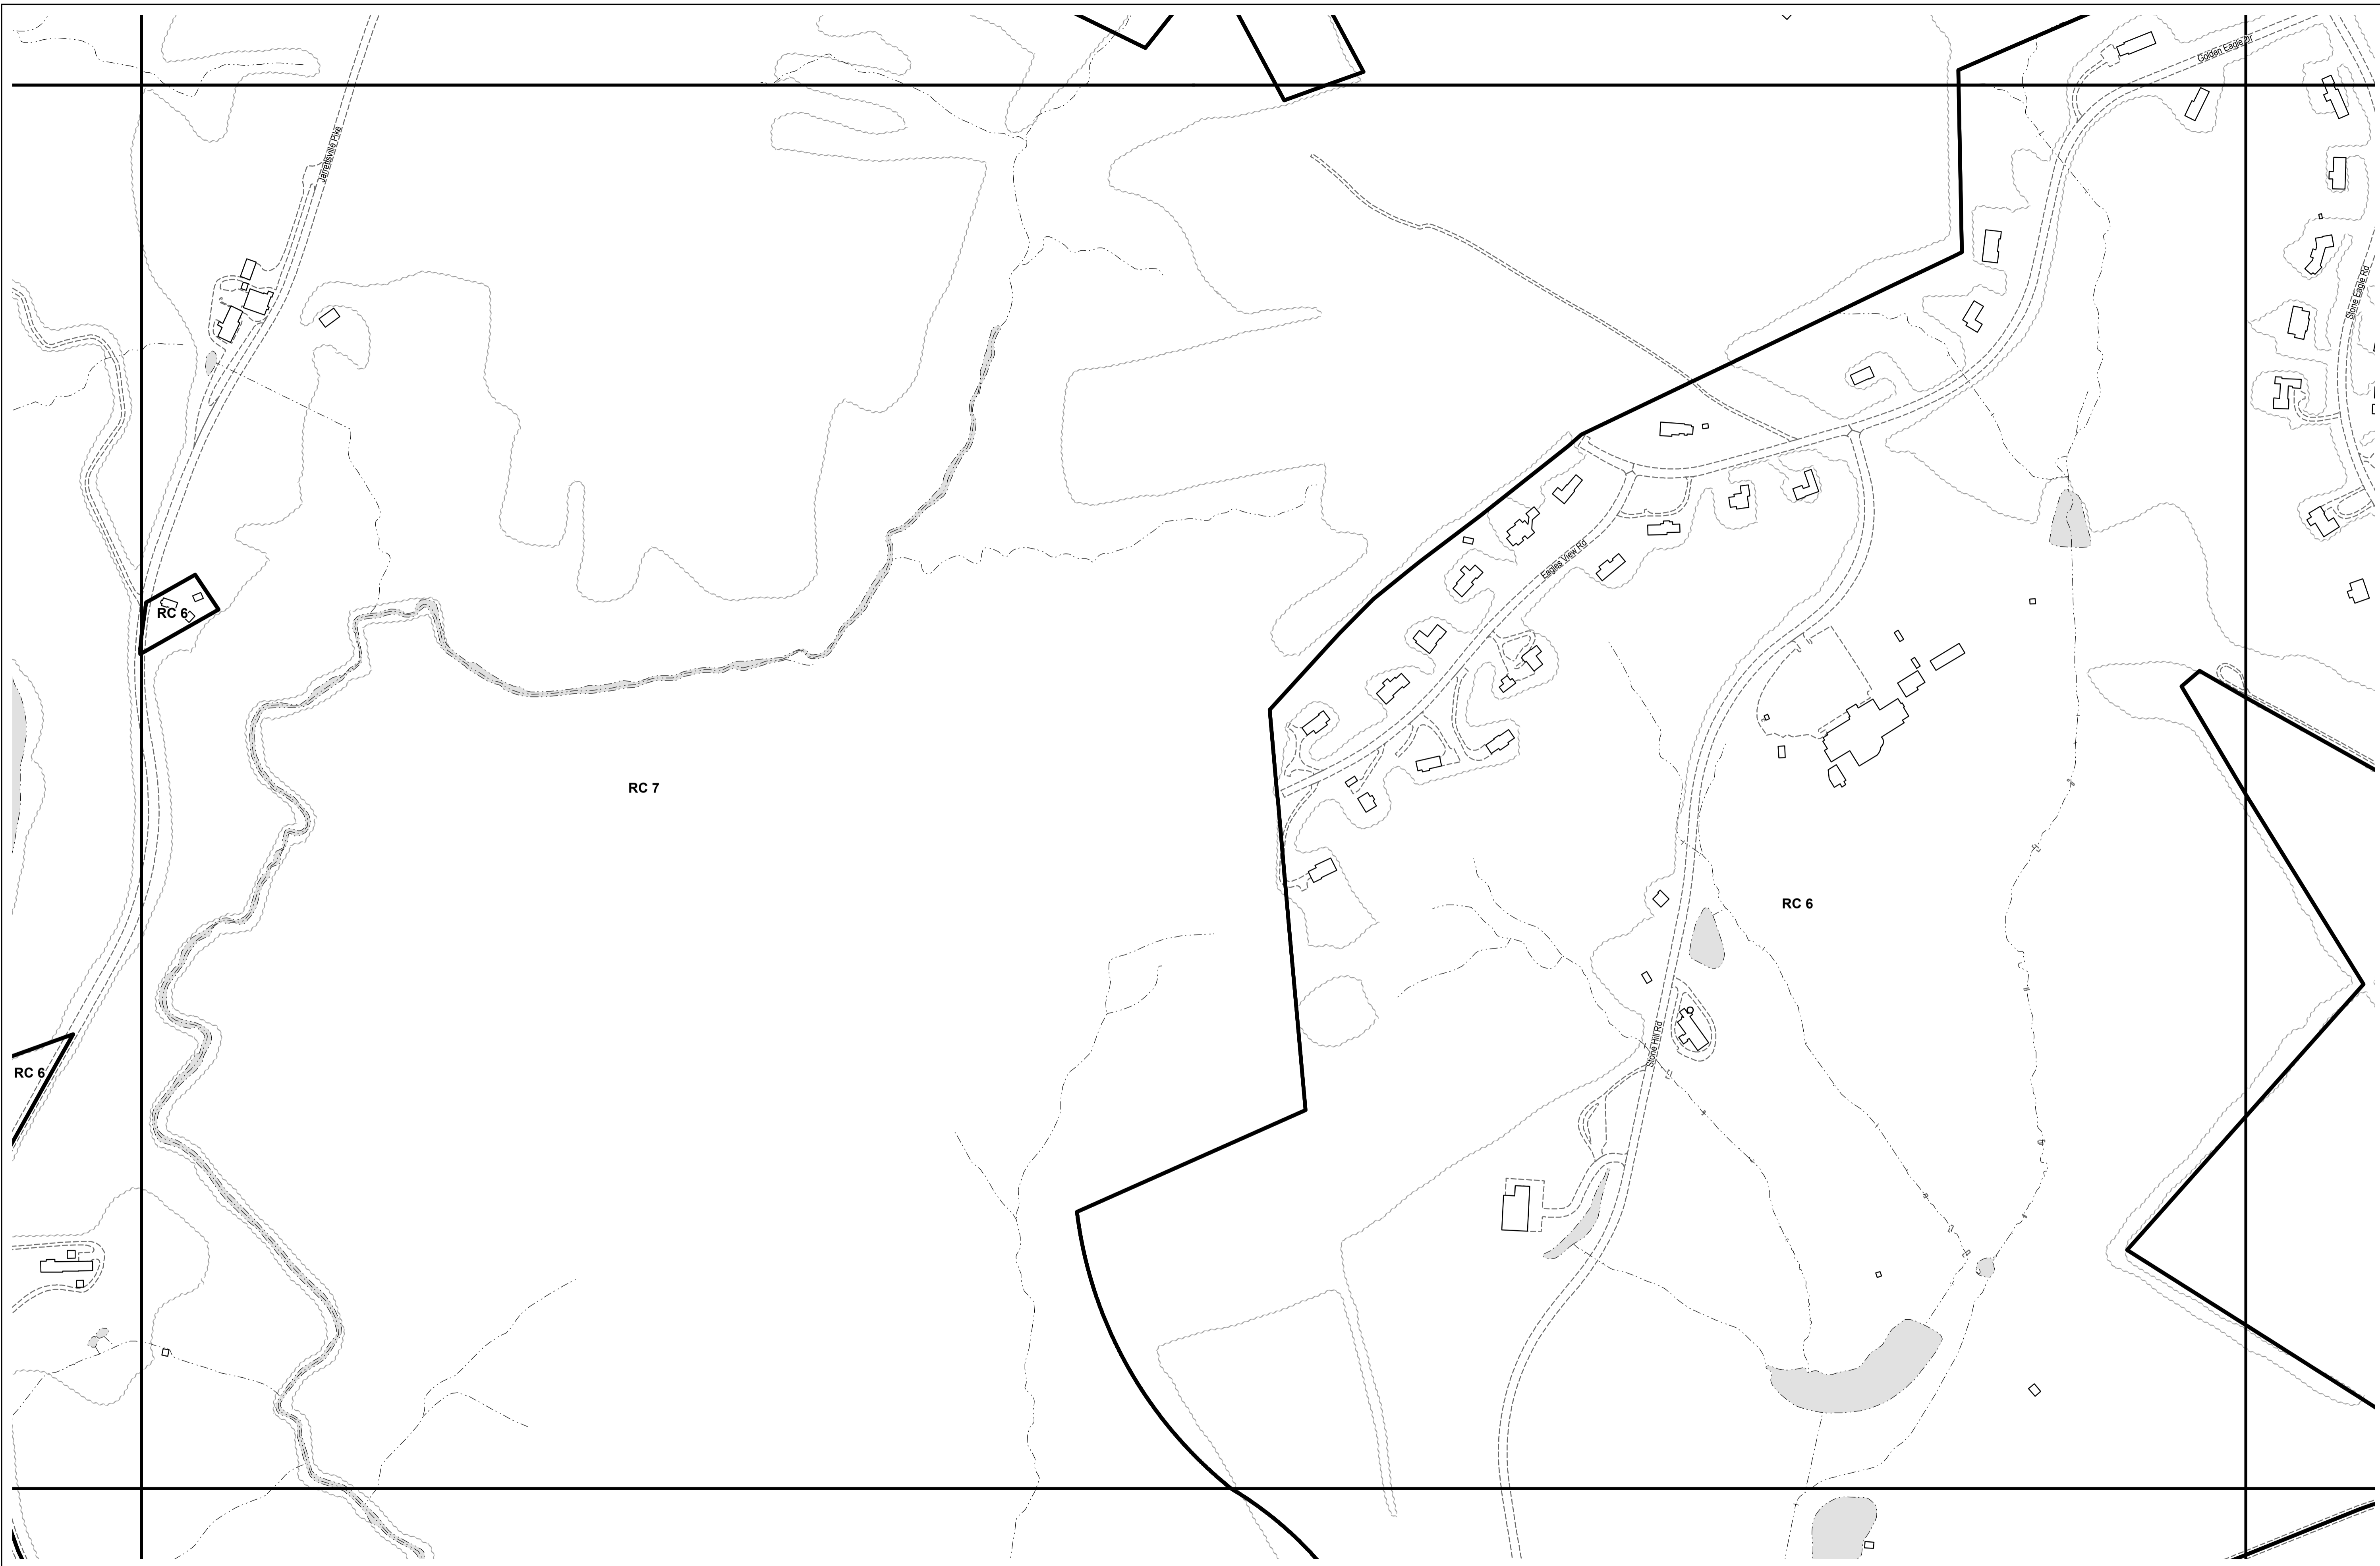 Golden Eagle Dr
Jarrettsville Pike
Stone Eagle Rd
Eagles View Rd
RC 6
RC 7
RC 6
Stone Hill Rd
RC 6